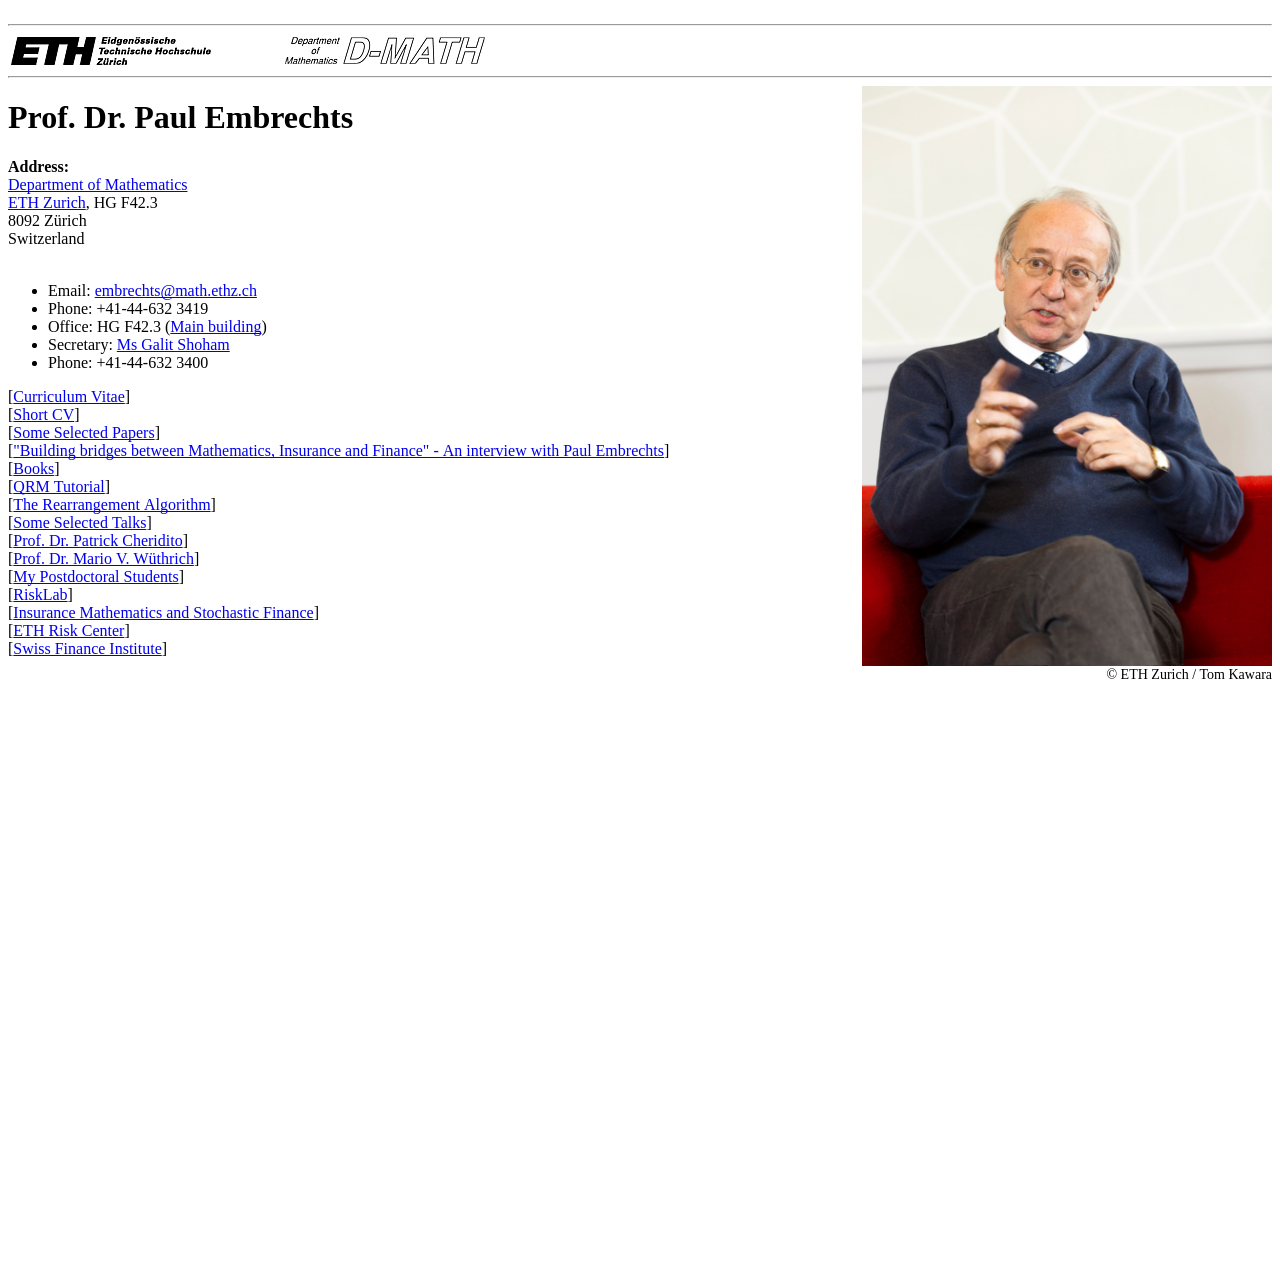 ETH Eidgenössische
Technische Hochschule
Zürich
Department
of
Mathematics
D-MATH
Prof. Dr. Paul Embrechts
Address:
Department of Mathematics
ETH Zurich, HG F42.3
8092 Zürich
Switzerland
• Email: embrechts@math.ethz.ch
• Phone: +41-44-632 3419
• Office: HG F42.3 (Main building)
• Secretary: Ms Galit Shoham
• Phone: +41-44-632 3400
[Curriculum Vitae]
[Short CV]
[Some Selected Papers]
["Building bridges between Mathematics, Insurance and Finance" - An interview with Paul Embrechts]
[Books]
[QRM Tutorial]
[The Rearrangement Algorithm]
[Some Selected Talks]
[Prof. Dr. Patrick Cheridito]
[Prof. Dr. Mario V. Wüthrich]
[My Postdoctoral Students]
[RiskLab]
[Insurance Mathematics and Stochastic Finance]
[ETH Risk Center]
[Swiss Finance Institute]
© ETH Zurich / Tom Kawara